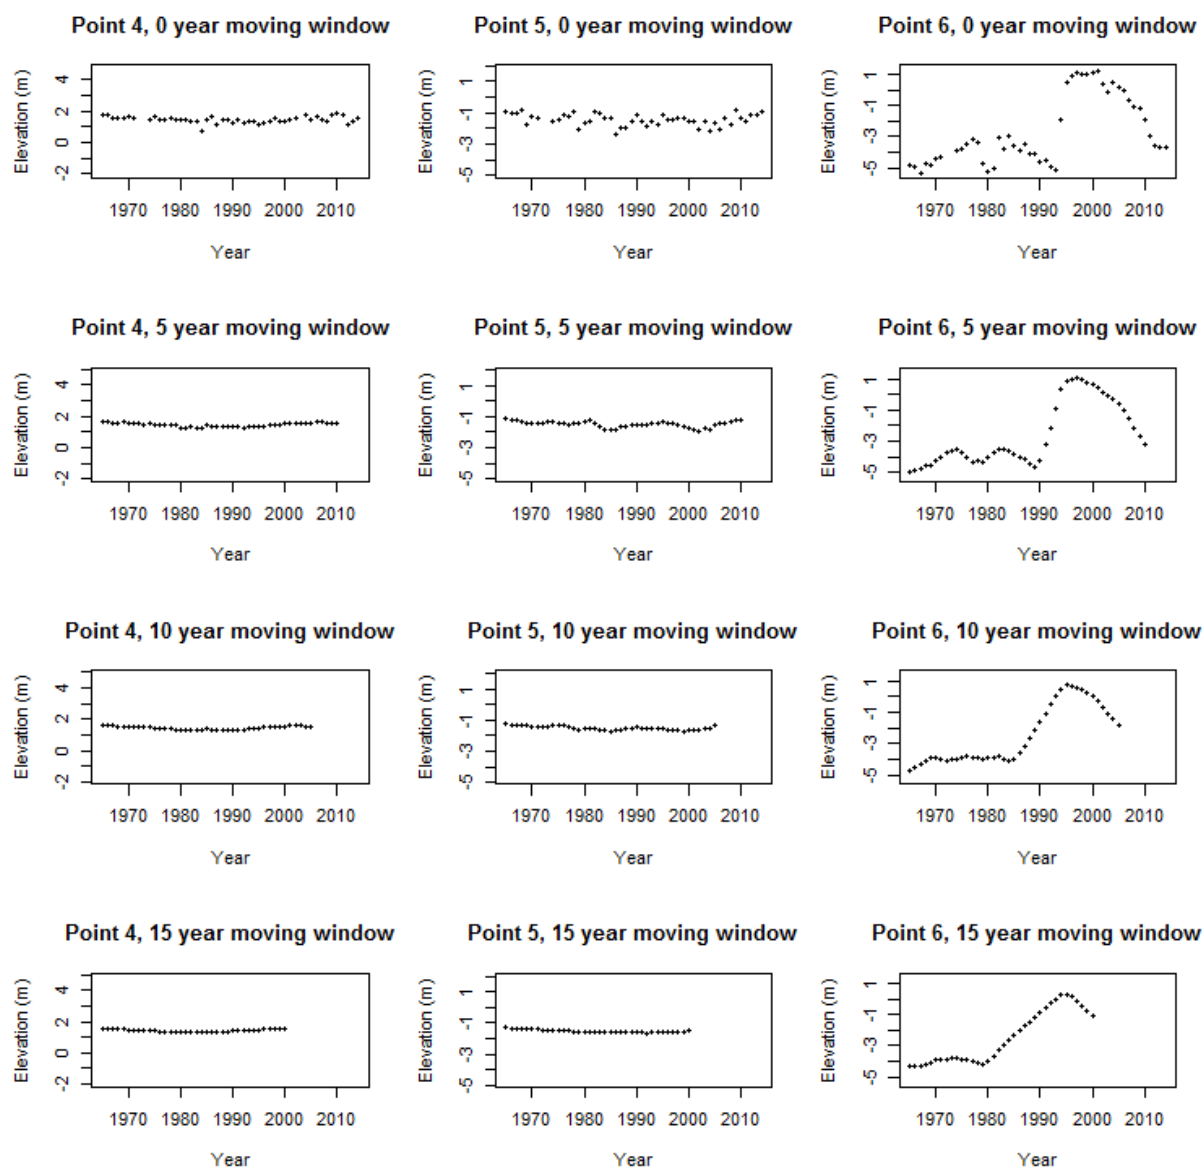 Point 4, 0 year moving window
Elevation (m)
-2 0 2 4
1970 1980 1990 2000 2010
Year
Point 5, 0 year moving window
Elevation (m)
-5 -3 -1 1
1970 1980 1990 2000 2010
Year
Point 6, 0 year moving window
Elevation (m)
-5 -3 -1 1
1970 1980 1990 2000 2010
Year
Point 4, 5 year moving window
Elevation (m)
-2 0 2 4
1970 1980 1990 2000 2010
Year
Point 5, 5 year moving window
Elevation (m)
-5 -3 -1 1
1970 1980 1990 2000 2010
Year
Point 6, 5 year moving window
Elevation (m)
-5 -3 -1 1
1970 1980 1990 2000 2010
Year
Point 4, 10 year moving window
Elevation (m)
-2 0 2 4
1970 1980 1990 2000 2010
Year
Point 5, 10 year moving window
Elevation (m)
-5 -3 -1 1
1970 1980 1990 2000 2010
Year
Point 6, 10 year moving window
Elevation (m)
-5 -3 -1 1
1970 1980 1990 2000 2010
Year
Point 4, 15 year moving window
Elevation (m)
-2 0 2 4
1970 1980 1990 2000 2010
Year
Point 5, 15 year moving window
Elevation (m)
-5 -3 -1 1
1970 1980 1990 2000 2010
Year
Point 6, 15 year moving window
Elevation (m)
-5 -3 -1 1
1970 1980 1990 2000 2010
Year